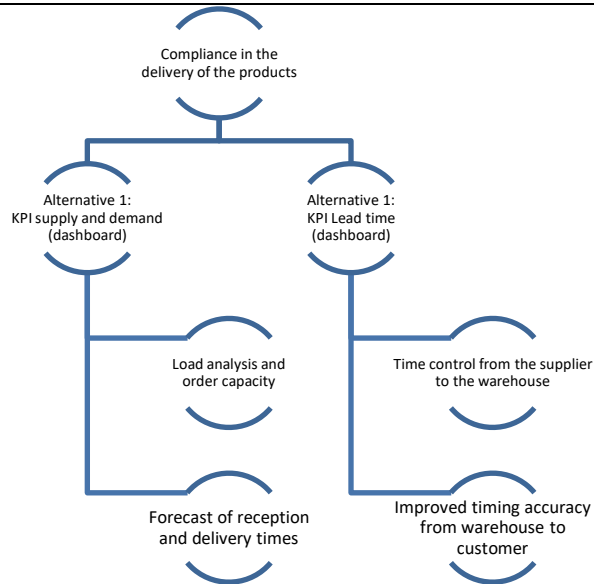 Compliance in the
delivery of the products
Alternative 1:
KPI supply and demand
(dashboard)
Alternative 1:
KPI Lead time
(dashboard)
Load analysis and
order capacity
Time control from the supplier
to the warehouse
Forecast of reception
and delivery times
Improved timing accuracy
from warehouse to
customer